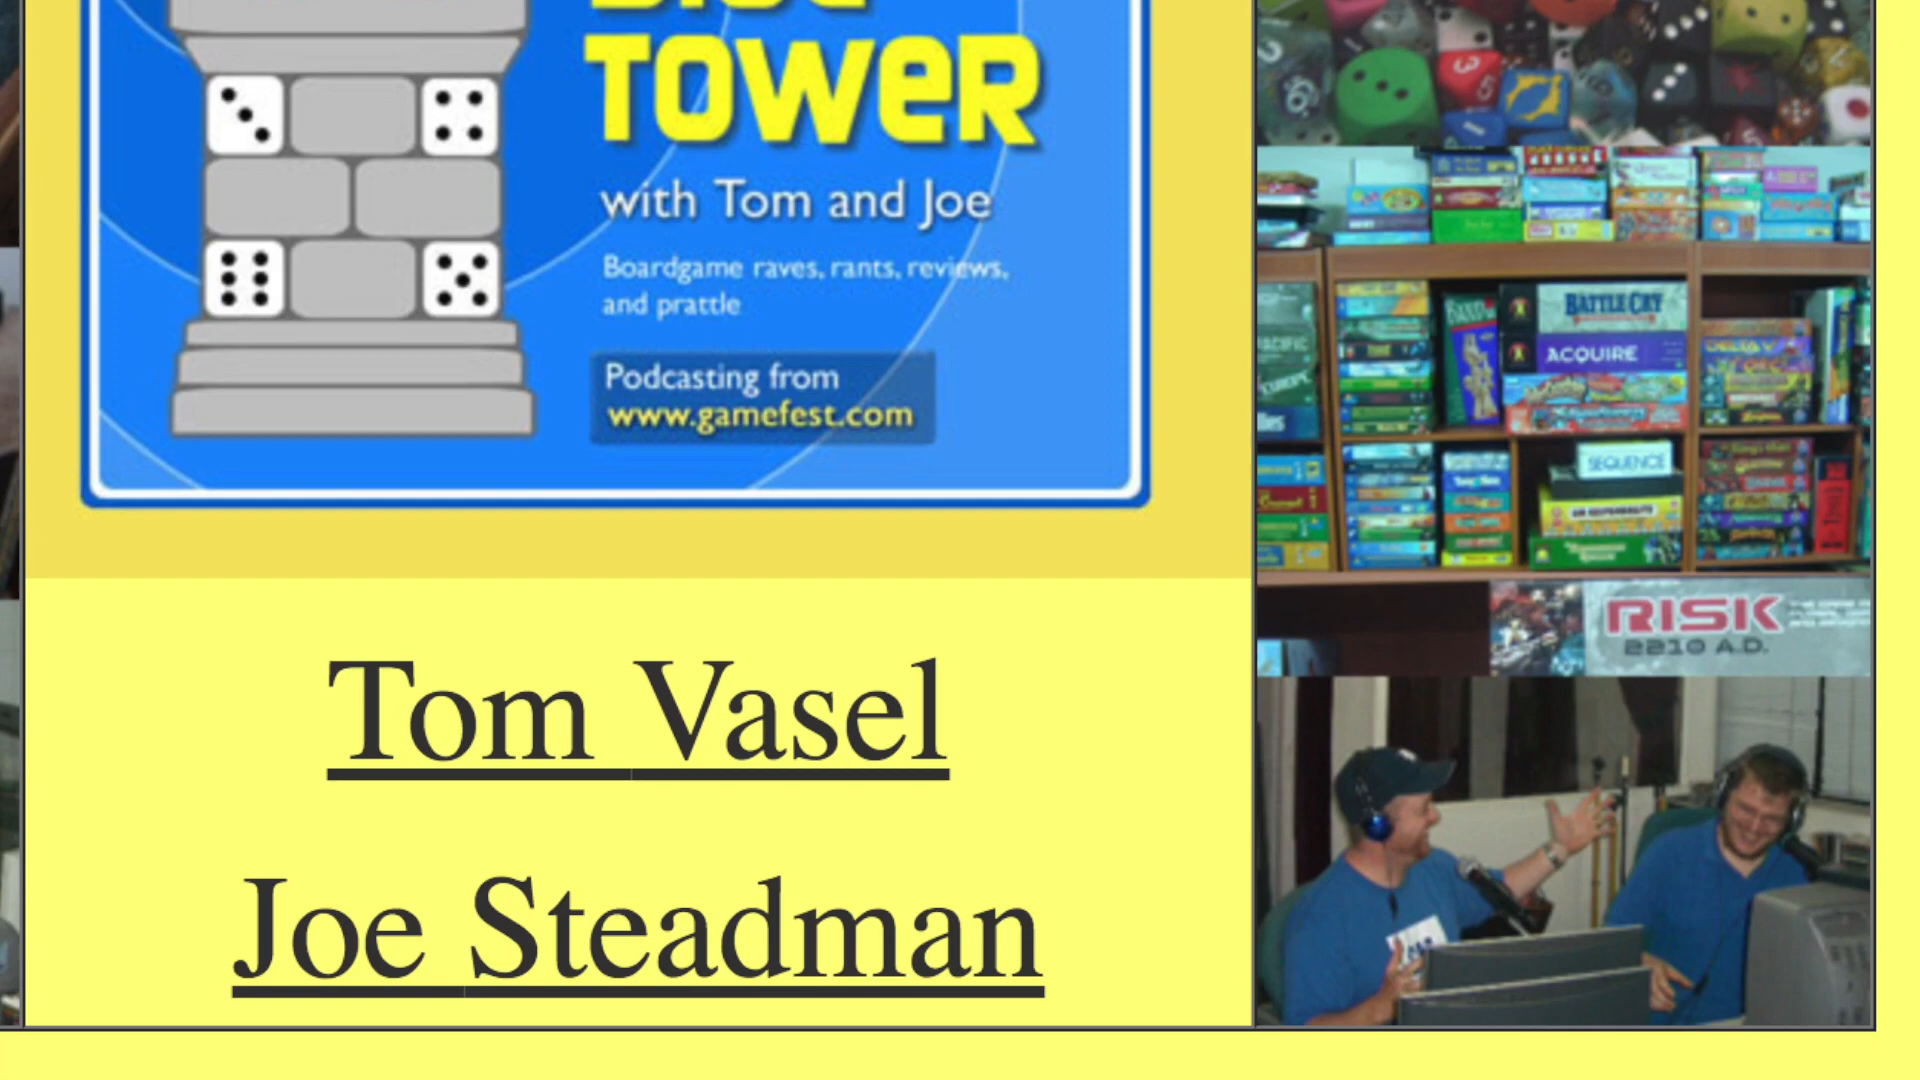 TOWER
with Tom and Joe
Boardgame raves, rants, reviews,
and prattle
Podcasting from
www.gamefest.com
Tom Vasel
Joe Steadman
BATTLE CRY
ACQUIRE
SEQUENCE
RISK
2210 A.D.